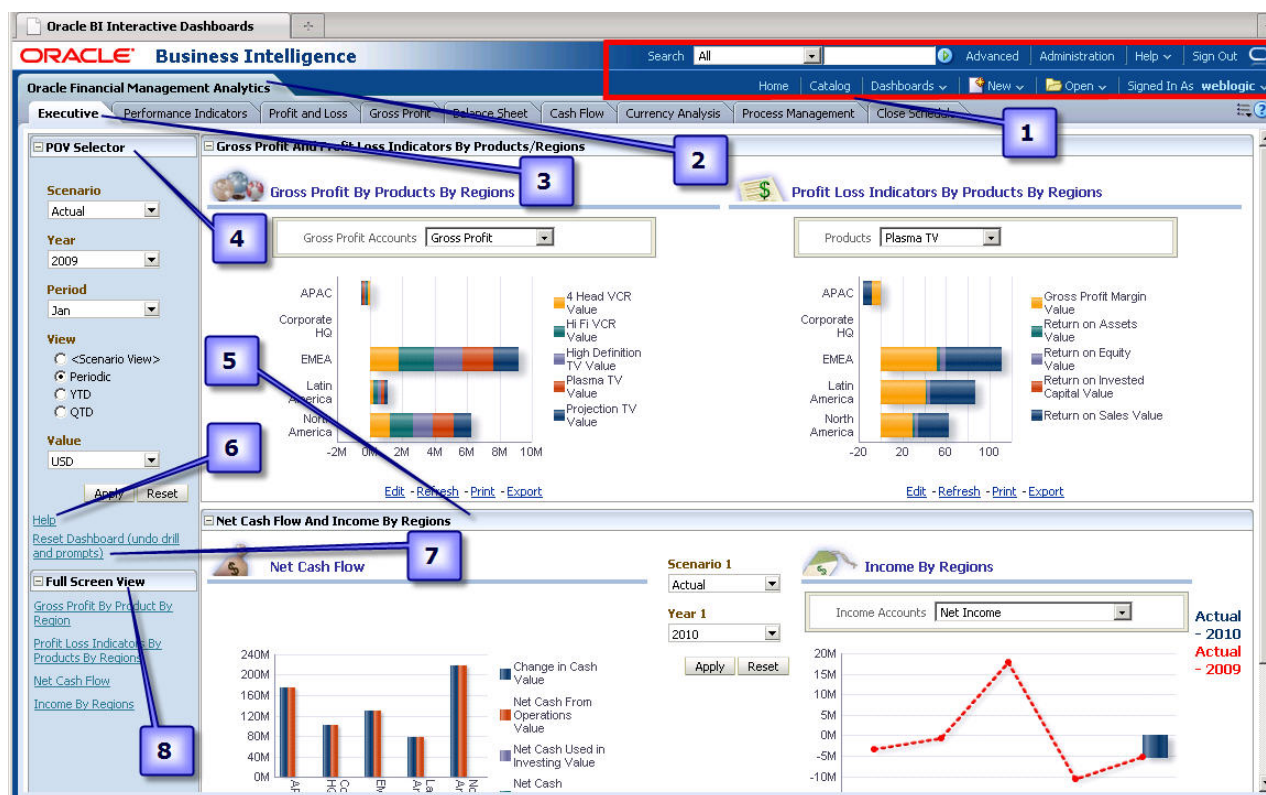 Oracle BI Interactive Dashboards
ORACLE Business Intelligence
Search All Advanced Administration Help Sign Out
Oracle Financial Management Analytics
Home Catalog Dashboards New Open Signed In As weblogic
Executive Performance Indicators Profit and Loss Gross Profit Balance Sheet Cash Flow Currency Analysis Process Management Close Schedule
1
2
3
4
5
6
7
8
POV Selector
Scenario
Actual
Year
2009
Period
Jan
View
<Scenario View>
Periodic
YTD
QTD
Value
USD
Apply Reset
Help
Reset Dashboard (undo drill
and prompts)
Full Screen View
Gross Profit By Product By
Region
Profit Loss Indicators By
Products By Regions
Net Cash Flow
Income By Regions
Gross Profit And Profit Loss Indicators By Products/Regions
Gross Profit By Products By Regions
Gross Profit Accounts Gross Profit
APAC
Corporate
HQ
EMEA
Latin
America
North
America
-2M 0M 2M 4M 6M 8M 10M
4 Head VCR
Value
Hi Fi VCR
Value
High Definition
TV Value
Plasma TV
Value
Projection TV
Value
Edit - Refresh - Print - Export
Profit Loss Indicators By Products By Regions
Products Plasma TV
APAC
Corporate
HQ
EMEA
Latin
America
North
America
-20 20 60 100
Gross Profit Margin
Value
Return on Assets
Value
Return on Equity
Value
Return on Invested
Capital Value
Return on Sales Value
Edit - Refresh - Print - Export
Net Cash Flow And Income By Regions
Net Cash Flow
240M
200M
160M
120M
80M
40M
0M
Change in Cash
Value
Net Cash From
Operations
Value
Net Cash Used in
Investing Value
Net Cash
Scenario 1
Actual
Year 1
2010
Apply Reset
Income By Regions
Income Accounts Net Income
20M
15M
10M
5M
0M
-5M
-10M
Actual
- 2010
Actual
- 2009